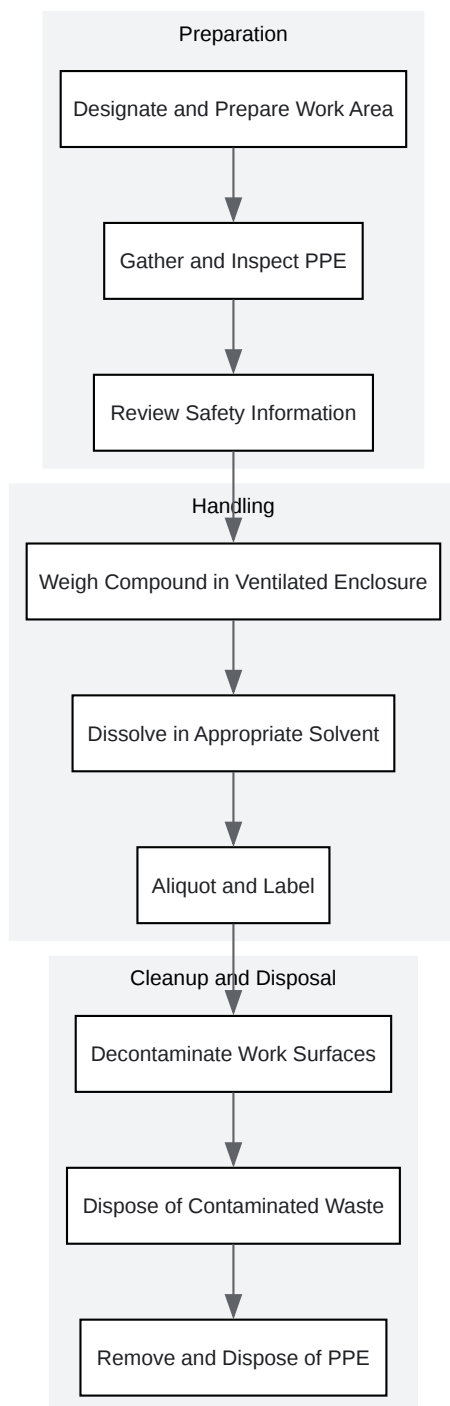 Preparation
Designate and Prepare Work Area
Gather and Inspect PPE
Review Safety Information
Handling
Weigh Compound in Ventilated Enclosure
Dissolve in Appropriate Solvent
Aliquot and Label
Cleanup and Disposal
Decontaminate Work Surfaces
Dispose of Contaminated Waste
Remove and Dispose of PPE